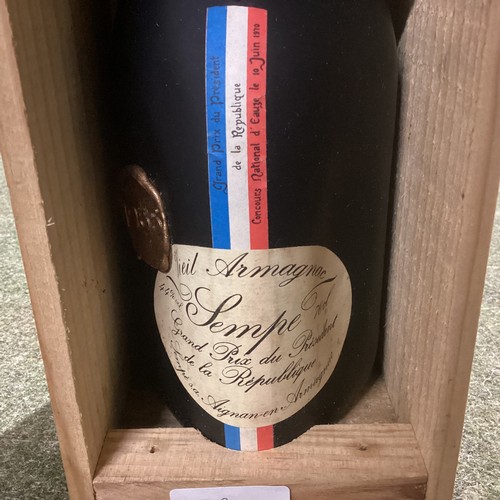 Grand Prix du Président
de la République
Concours National d'Eauze le 10 Juin 1970
Vieil Armagnac
Sempé
Grand Prix du Président
de la République
Aignan-en-Armagnac